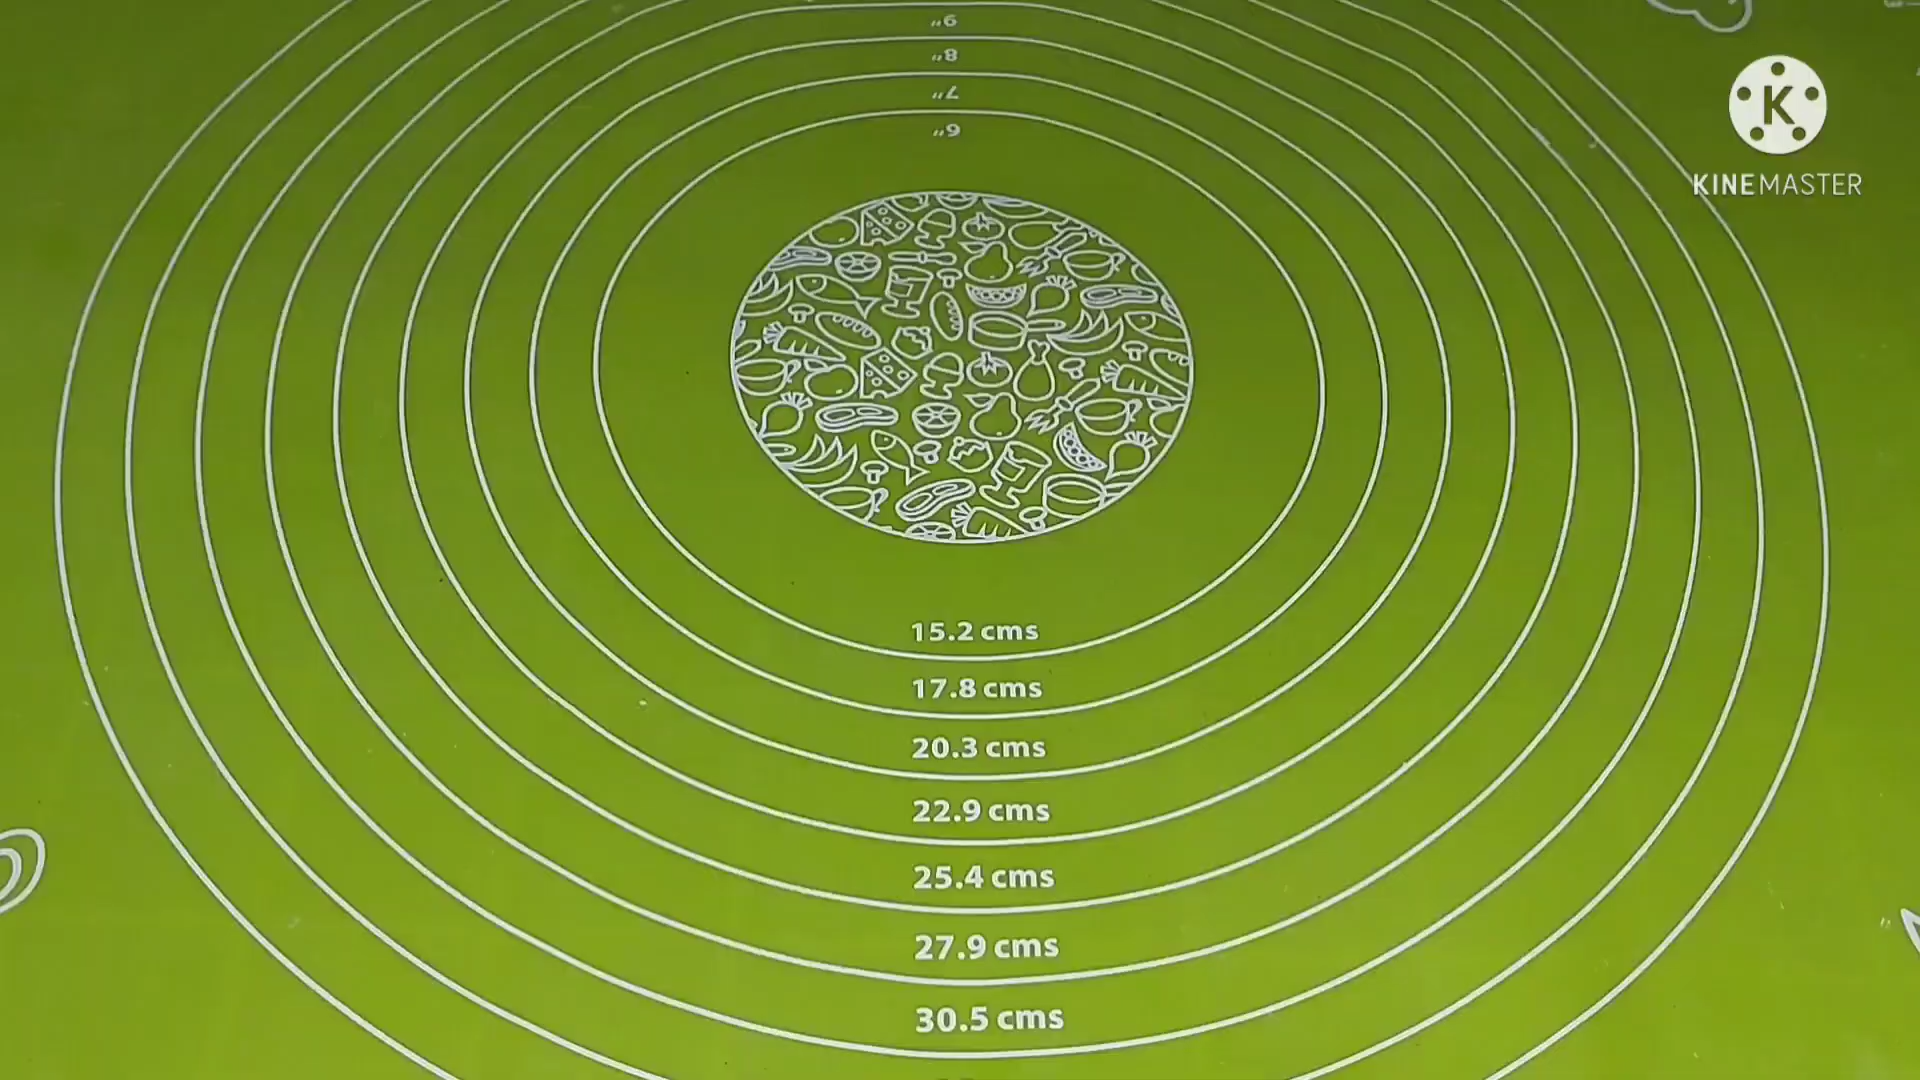 9"
8"
7"
6"
K
KINEMASTER
15.2 cms
17.8 cms
20.3 cms
22.9 cms
25.4 cms
27.9 cms
30.5 cms